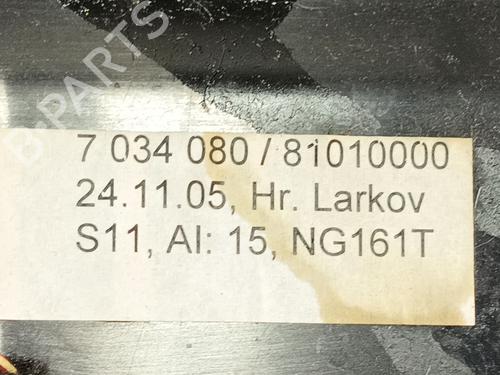 B-PARTS
7 034 080 / 81010000
24.11.05, Hr. Larkov
S11, AI: 15, NG161T